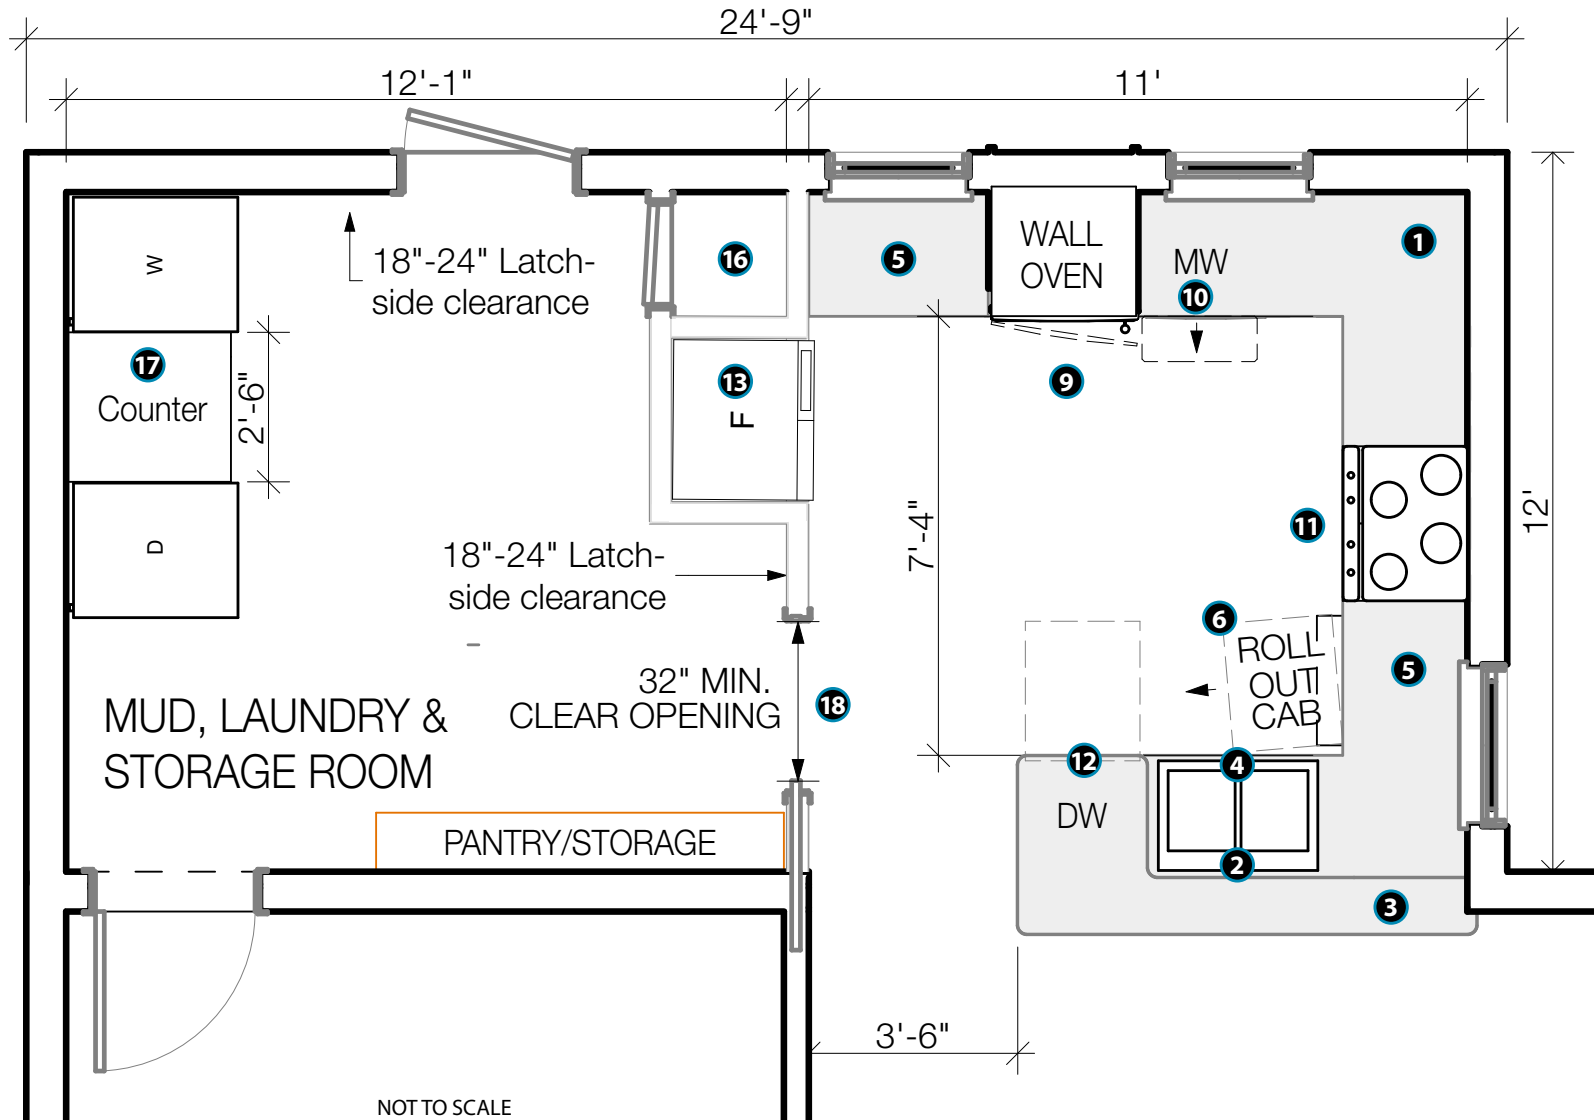 24'-9"
12'-1"
11'
W
18"-24" Latch-
side clearance
16
5
WALL
OVEN
MW
10
1
17
Counter
2'-6"
13
F
9
D
18"-24" Latch-
side clearance
7'-4"
11
12'
6
ROLL
OUT
CAB
5
32" MIN.
CLEAR OPENING
18
MUD, LAUNDRY &
STORAGE ROOM
12
4
DW
PANTRY/STORAGE
2
3
3'-6"
NOT TO SCALE